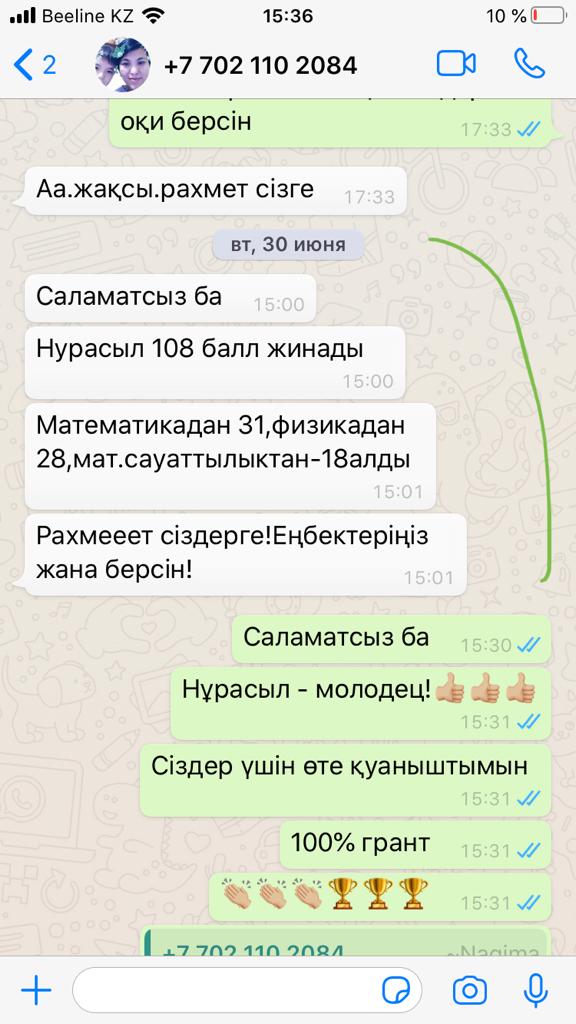 Beeline KZ 15:36 10 %
2 +7 702 110 2084
оқи берсін 17:33
Аа.жақсы.рахмет сізге 17:33
вт, 30 июня
Саламатсыз ба 15:00
Нурасыл 108 балл жинады
15:00
Математикадан 31,физикадан
28,мат.сауаттылыктан-18алды
15:01
Рахмееет сіздерге!Еңбектеріңіз
жана берсін! 15:01
Саламатсыз ба 15:30
Нұрасыл - молодец!👍🏼👍🏼👍🏼
15:31
Сіздер үшін өте қуаныштымын
15:31
100% грант 15:31
👏🏼👏🏼👏🏼🏆🏆🏆 15:31
+7 702 110 2084 ~Nagima